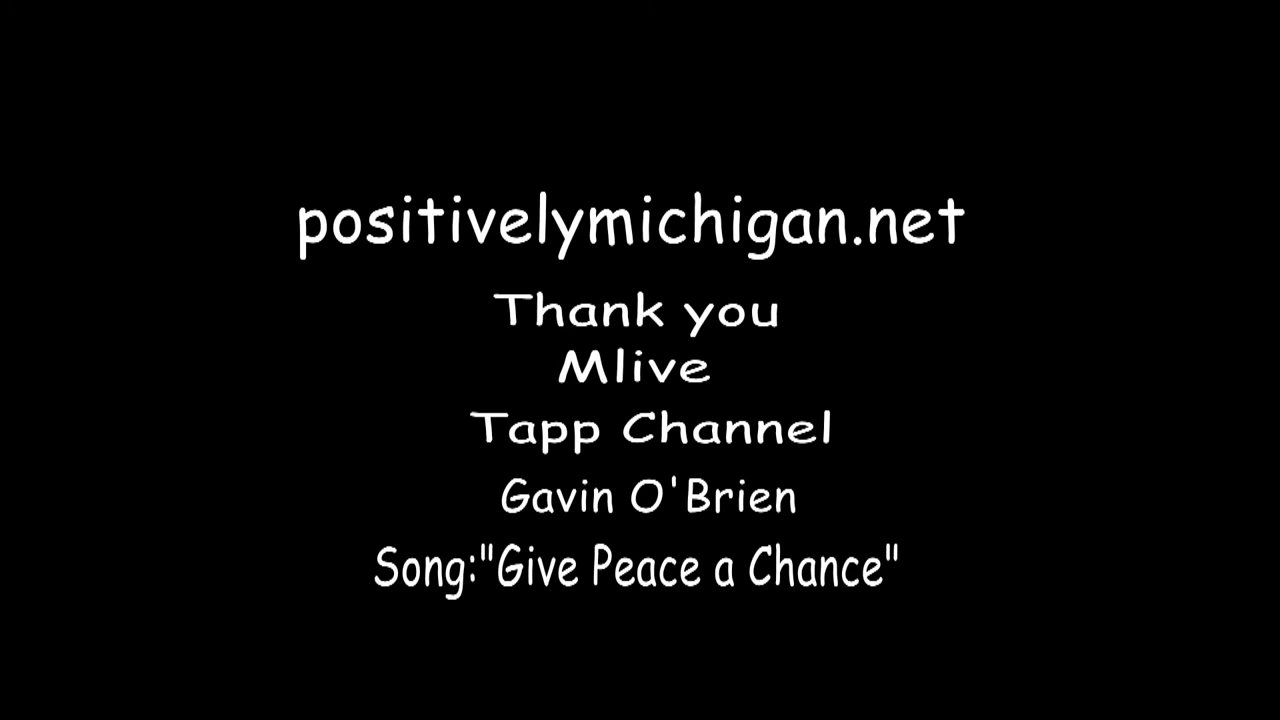 positivelymichigan.net
Thank you
Mlive
Tapp Channel
Gavin O'Brien
Song:"Give Peace a Chance"